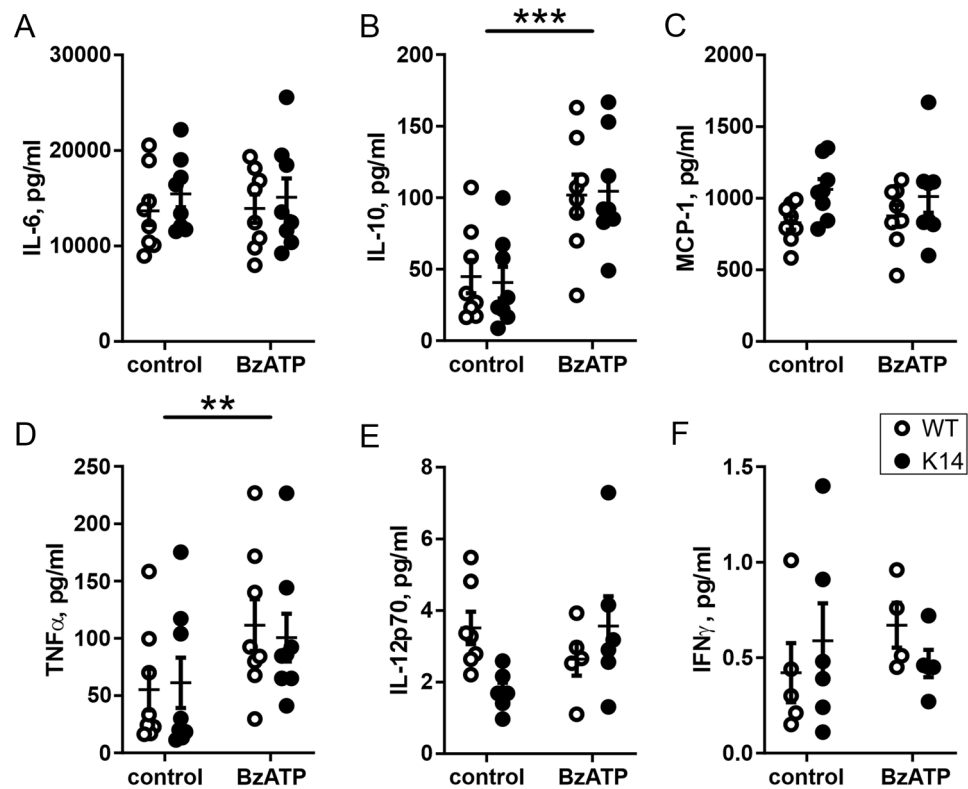 A
IL-6, pg/ml
30000
20000
10000
0
control
BzATP
B
***
IL-10, pg/ml
200
150
100
50
0
control
BzATP
C
MCP-1, pg/ml
2000
1500
1000
500
0
control
BzATP
D
**
TNFα, pg/ml
250
200
150
100
50
0
control
BzATP
E
IL-12p70, pg/ml
8
6
4
2
0
control
BzATP
F
WT
K14
IFNγ, pg/ml
1.5
1.0
0.5
0.0
control
BzATP